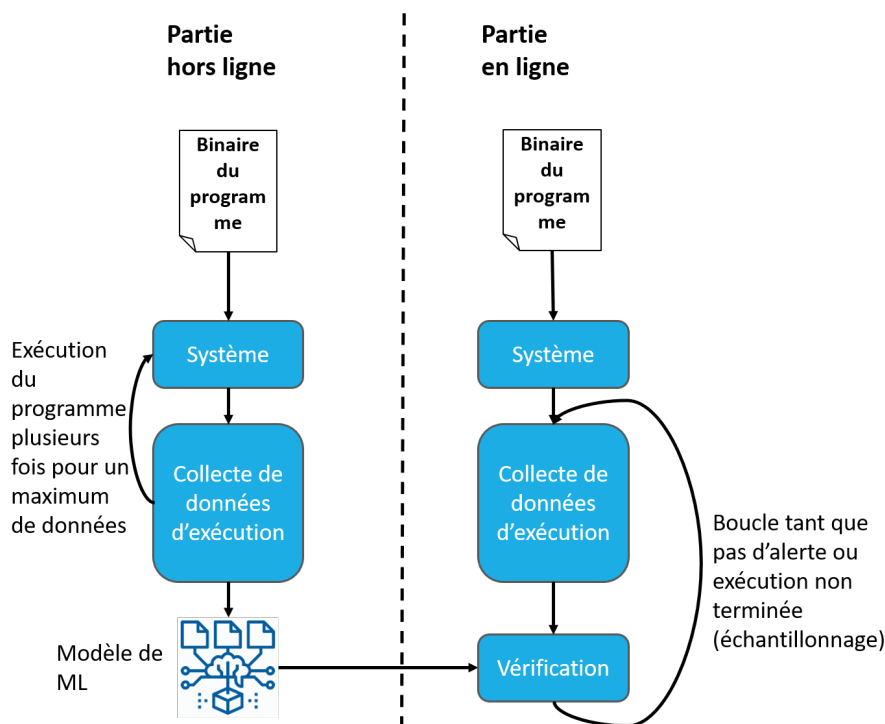 Partie
hors ligne
Partie
en ligne
Binaire
du
program
me
Binaire
du
program
me
Système
Système
Exécution
du
programme
plusieurs
fois pour un
maximum
de données
Collecte de
données
d'exécution
Collecte de
données
d'exécution
Boucle tant que
pas d'alerte ou
exécution non
terminée
(échantillonnage)
Modèle de
ML
Vérification